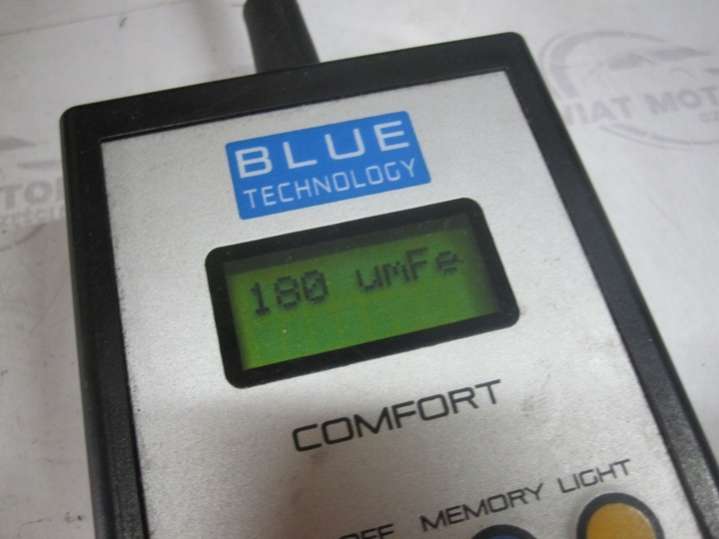 BLUE
TECHNOLOGY
180 umFe
COMFORT
MEMORY LIGHT